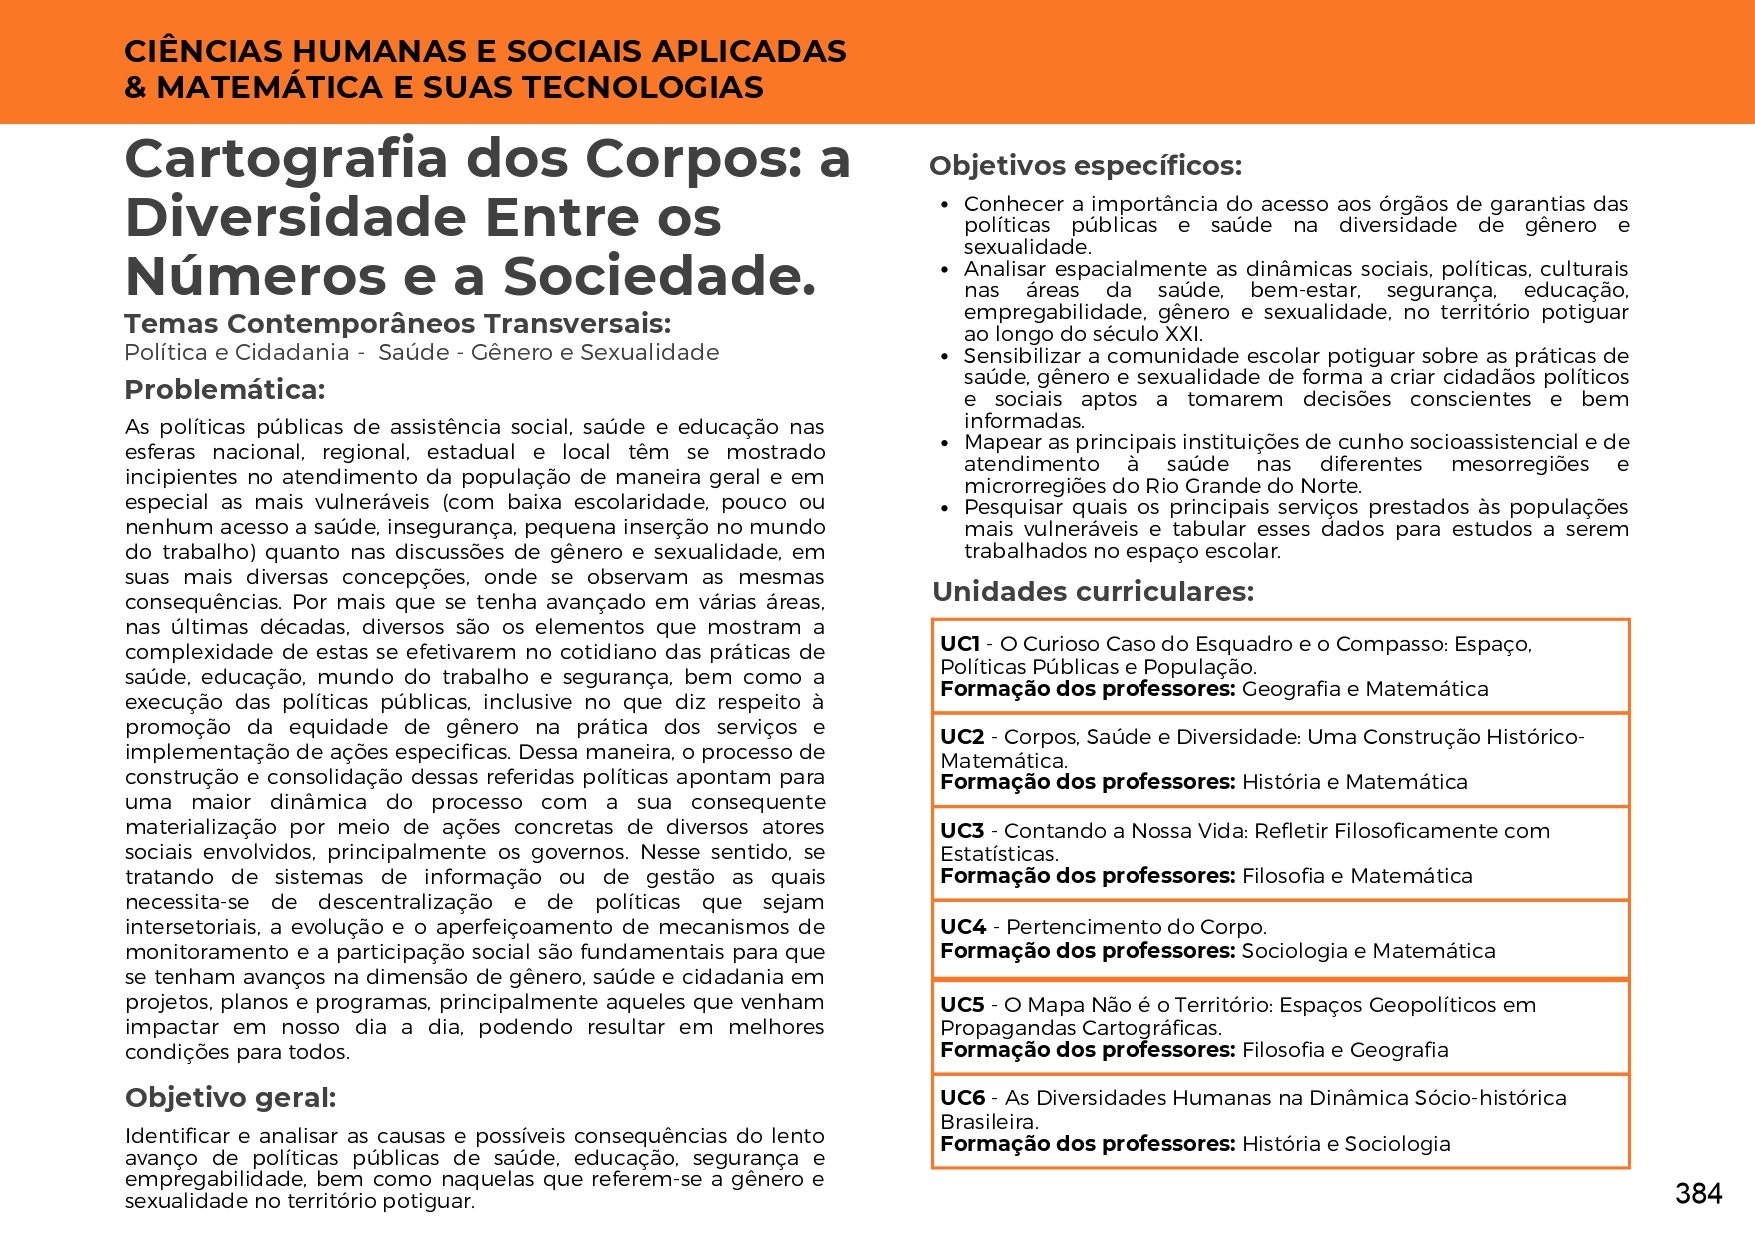 CIÊNCIAS HUMANAS E SOCIAIS APLICADAS
& MATEMÁTICA E SUAS TECNOLOGIAS
Cartografia dos Corpos: a
Diversidade Entre os
Números e a Sociedade.
Temas Contemporâneos Transversais:
Política e Cidadania - Saúde - Gênero e Sexualidade
Problemática:
As políticas públicas de assistência social, saúde e educação nas
esferas nacional, regional, estadual e local têm se mostrado
incipientes no atendimento da população de maneira geral e em
especial as mais vulneráveis (com baixa escolaridade, pouco ou
nenhum acesso a saúde, insegurança, pequena inserção no mundo
do trabalho) quanto nas discussões de gênero e sexualidade, em
suas mais diversas concepções, onde se observam as mesmas
consequências. Por mais que se tenha avançado em várias áreas,
nas últimas décadas, diversos são os elementos que mostram a
complexidade de estas se efetivarem no cotidiano das práticas de
saúde, educação, mundo do trabalho e segurança, bem como a
execução das políticas públicas, inclusive no que diz respeito à
promoção da equidade de gênero na prática dos serviços e
implementação de ações especificas. Dessa maneira, o processo de
construção e consolidação dessas referidas políticas apontam para
uma maior dinâmica do processo com a sua consequente
materialização por meio de ações concretas de diversos atores
sociais envolvidos, principalmente os governos. Nesse sentido, se
tratando de sistemas de informação ou de gestão as quais
necessita-se de descentralização e de políticas que sejam
intersetoriais, a evolução e o aperfeiçoamento de mecanismos de
monitoramento e a participação social são fundamentais para que
se tenham avanços na dimensão de gênero, saúde e cidadania em
projetos, planos e programas, principalmente aqueles que venham
impactar em nosso dia a dia, podendo resultar em melhores
condições para todos.
Objetivo geral:
Identificar e analisar as causas e possíveis consequências do lento
avanço de políticas públicas de saúde, educação, segurança e
empregabilidade, bem como naquelas que referem-se a gênero e
sexualidade no território potiguar.
Objetivos específicos:
• Conhecer a importância do acesso aos órgãos de garantias das
políticas públicas e saúde na diversidade de gênero e
sexualidade.
• Analisar espacialmente as dinâmicas sociais, políticas, culturais
nas áreas da saúde, bem-estar, segurança, educação,
empregabilidade, gênero e sexualidade, no território potiguar
ao longo do século XXI.
• Sensibilizar a comunidade escolar potiguar sobre as práticas de
saúde, gênero e sexualidade de forma a criar cidadãos políticos
e sociais aptos a tomarem decisões conscientes e bem
informadas.
• Mapear as principais instituições de cunho socioassistencial e de
atendimento à saúde nas diferentes mesorregiões e
microrregiões do Rio Grande do Norte.
• Pesquisar quais os principais serviços prestados às populações
mais vulneráveis e tabular esses dados para estudos a serem
trabalhados no espaço escolar.
Unidades curriculares:
UC1 - O Curioso Caso do Esquadro e o Compasso: Espaço,
Políticas Públicas e População.
Formação dos professores: Geografia e Matemática
UC2 - Corpos, Saúde e Diversidade: Uma Construção Histórico-
Matemática.
Formação dos professores: História e Matemática
UC3 - Contando a Nossa Vida: Refletir Filosoficamente com
Estatísticas.
Formação dos professores: Filosofia e Matemática
UC4 - Pertencimento do Corpo.
Formação dos professores: Sociologia e Matemática
UC5 - O Mapa Não é o Território: Espaços Geopolíticos em
Propagandas Cartográficas.
Formação dos professores: Filosofia e Geografia
UC6 - As Diversidades Humanas na Dinâmica Sócio-histórica
Brasileira.
Formação dos professores: História e Sociologia
384